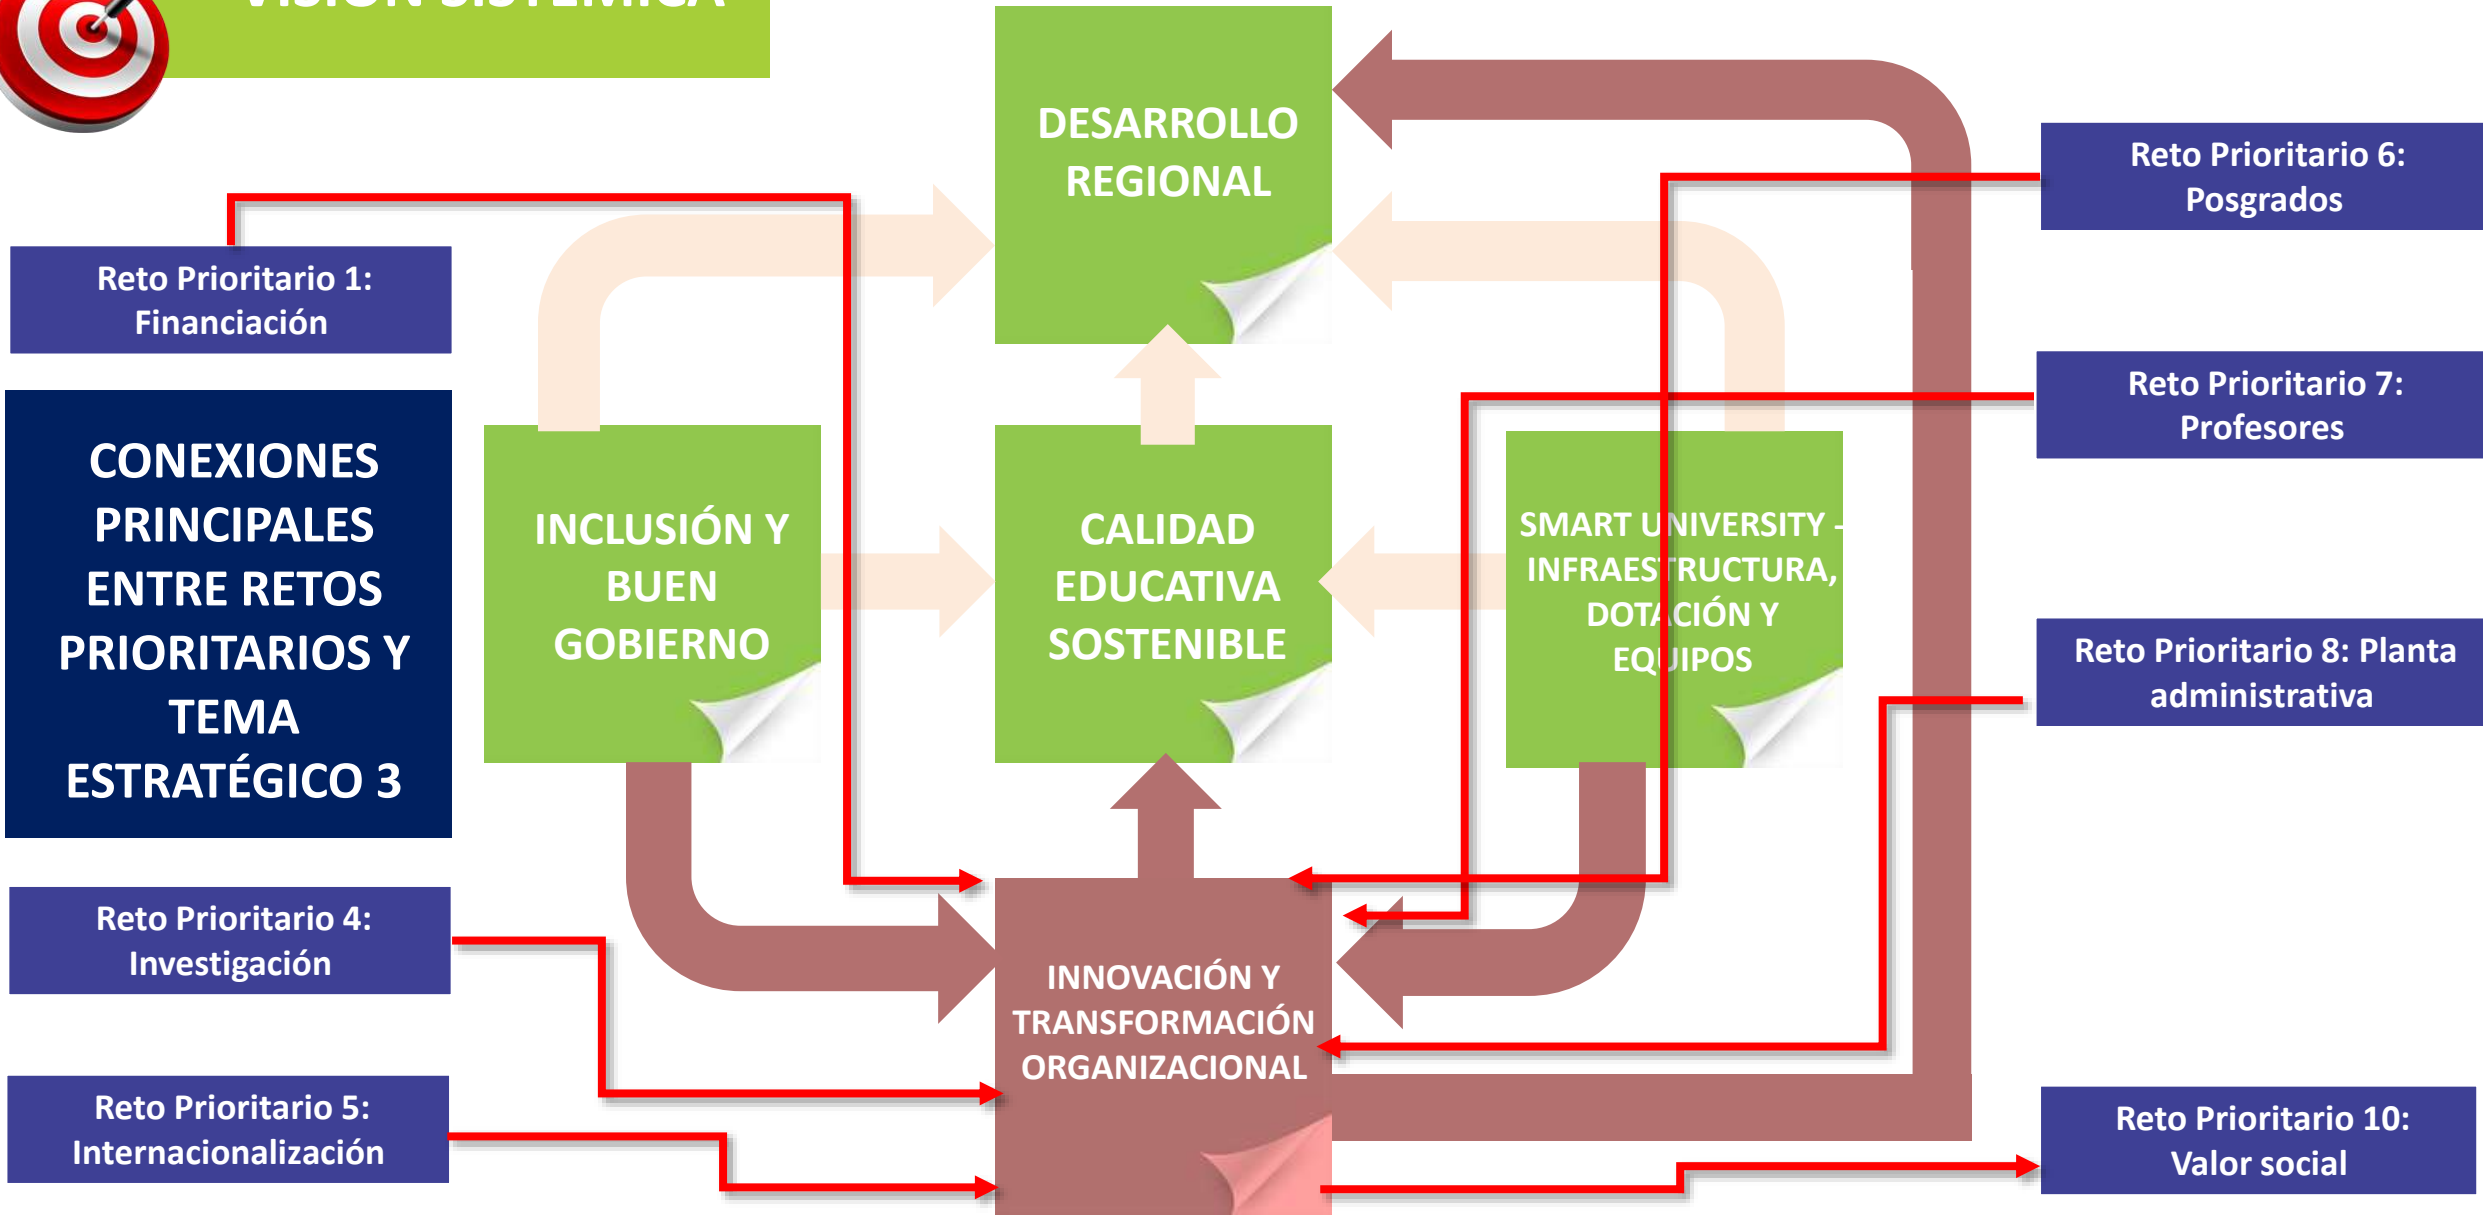 VISIÓN SISTÉMICA
DESARROLLO
REGIONAL
Reto Prioritario 6:
Posgrados
Reto Prioritario 1:
Financiación
Reto Prioritario 7:
Profesores
CONEXIONES
PRINCIPALES
ENTRE RETOS
PRIORITARIOS Y
TEMA
ESTRATÉGICO 3
INCLUSIÓN Y
BUEN
GOBIERNO
CALIDAD
EDUCATIVA
SOSTENIBLE
SMART UNIVERSITY -
INFRAESTRUCTURA,
DOTACIÓN Y
EQUIPOS
Reto Prioritario 8: Planta
administrativa
Reto Prioritario 4:
Investigación
INNOVACIÓN Y
TRANSFORMACIÓN
ORGANIZACIONAL
Reto Prioritario 5:
Internacionalización
Reto Prioritario 10:
Valor social